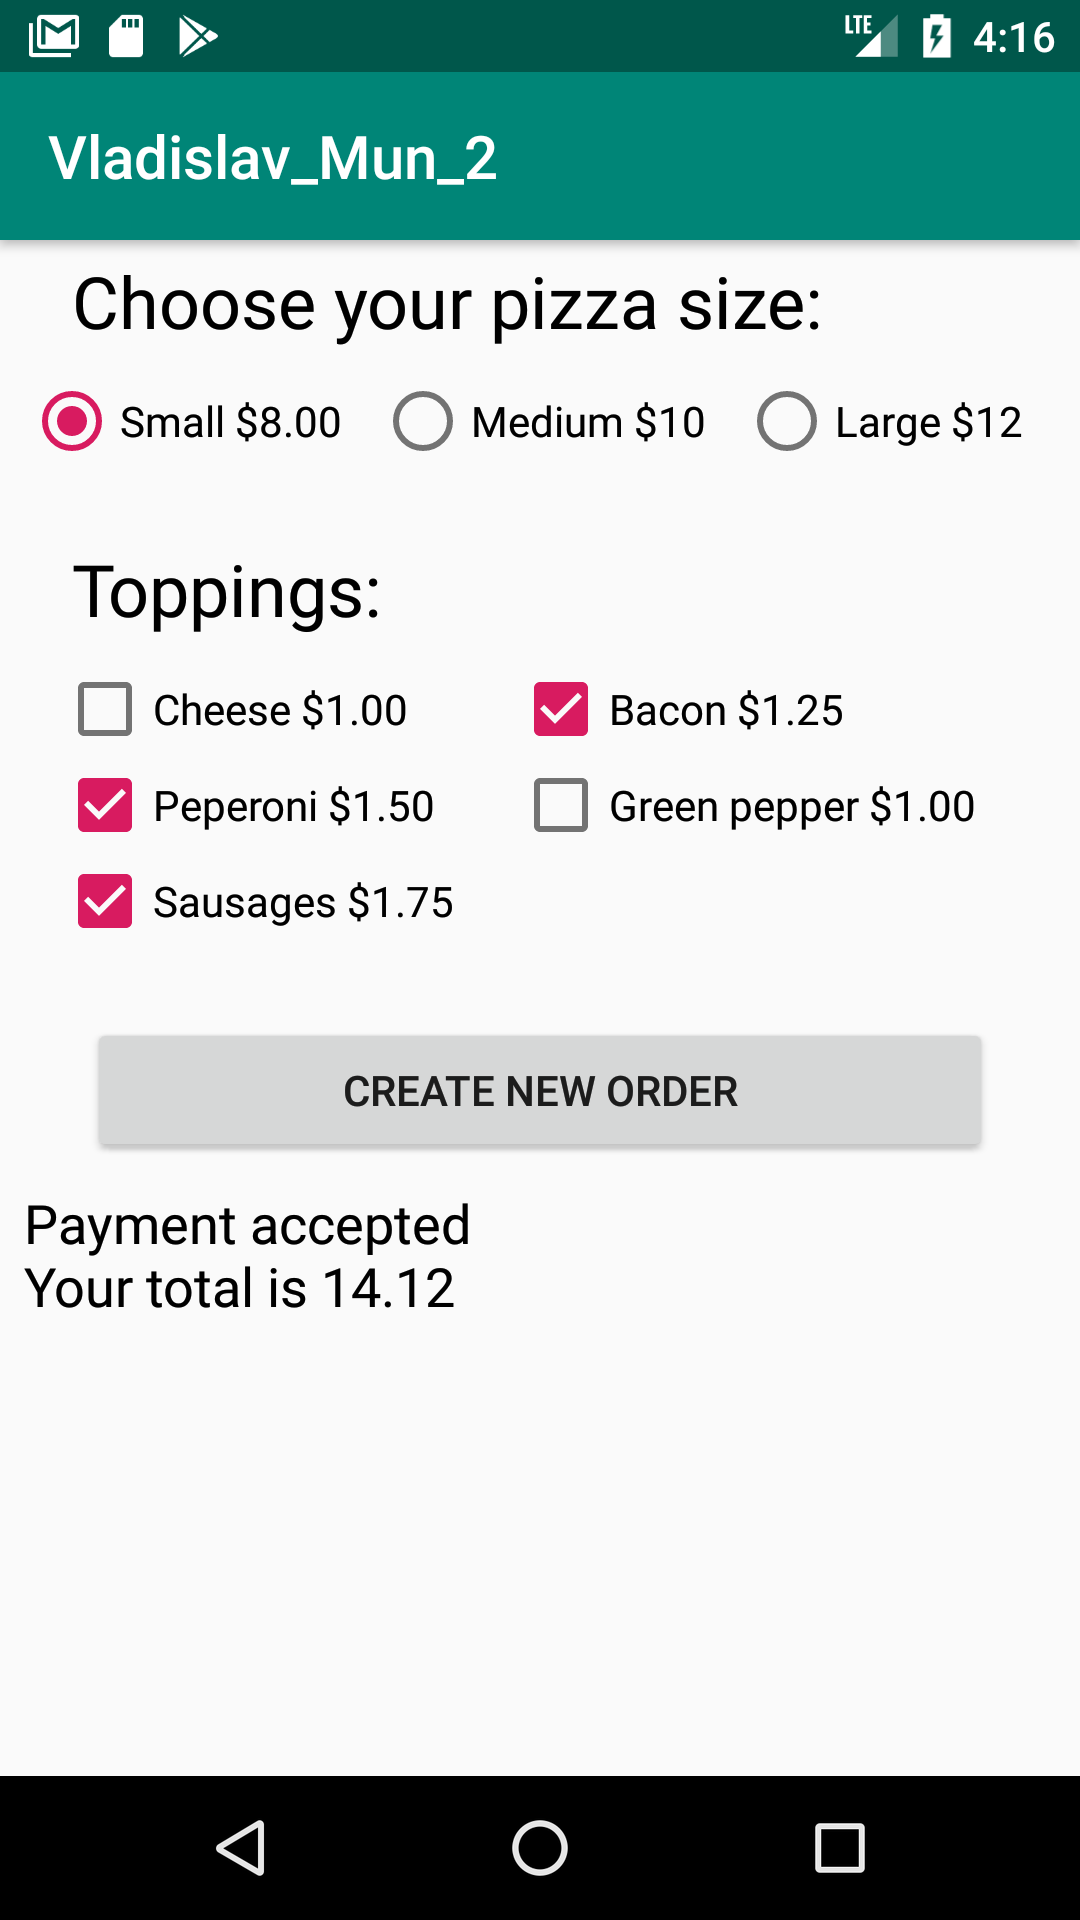 LTE 4:16
Vladislav_Mun_2
Choose your pizza size:
Small $8.00 Medium $10 Large $12
Toppings:
Cheese $1.00 Bacon $1.25
Peperoni $1.50 Green pepper $1.00
Sausages $1.75
CREATE NEW ORDER
Payment accepted
Your total is 14.12